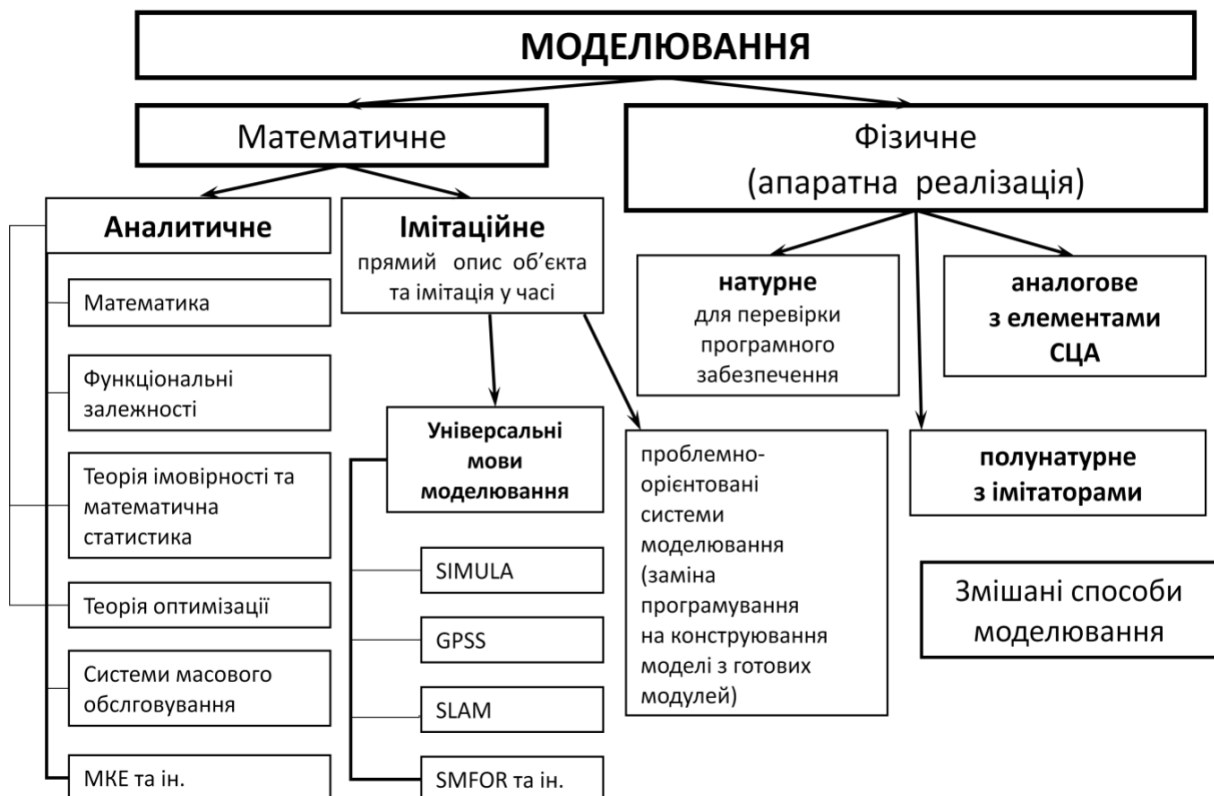 МОДЕЛЮВАННЯ
Математичне
Фізичне
(апаратна реалізація)
Аналитичне
Математика
Функціональні
залежності
Теорія імовірності та
математична
статистика
Теорія оптимізації
Системи масового
обслговування
МКЕ та ін.
Імітаційне
прямий опис об’єкта
та імітація у часі
Універсальні
мови
моделювання
SIMULA
GPSS
SLAM
SMFOR та ін.
проблемно-
орієнтовані
системи
моделювання
(заміна
програмування
на конструювання
моделі з готових
модулей)
натурне
для перевірки
програмного
забезпечення
аналогове
з елементами
СЦА
полунатурне
з імітаторами
Змішані способи
моделювання